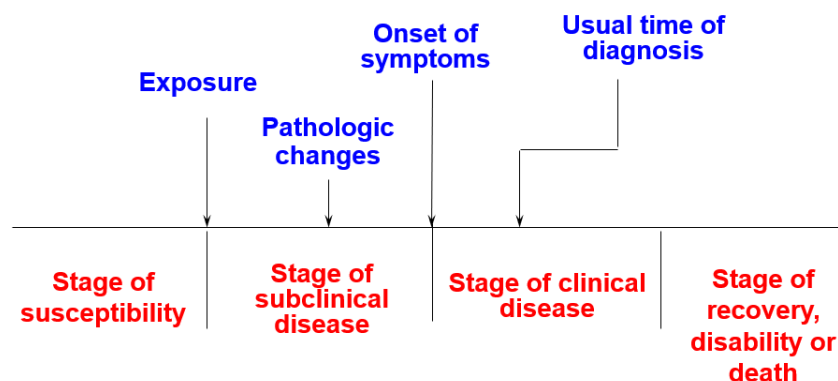 Exposure
Pathologic
changes
Onset of
symptoms
Usual time of
diagnosis
Stage of
susceptibility
Stage of
subclinical
disease
Stage of clinical
disease
Stage of
recovery,
disability or
death